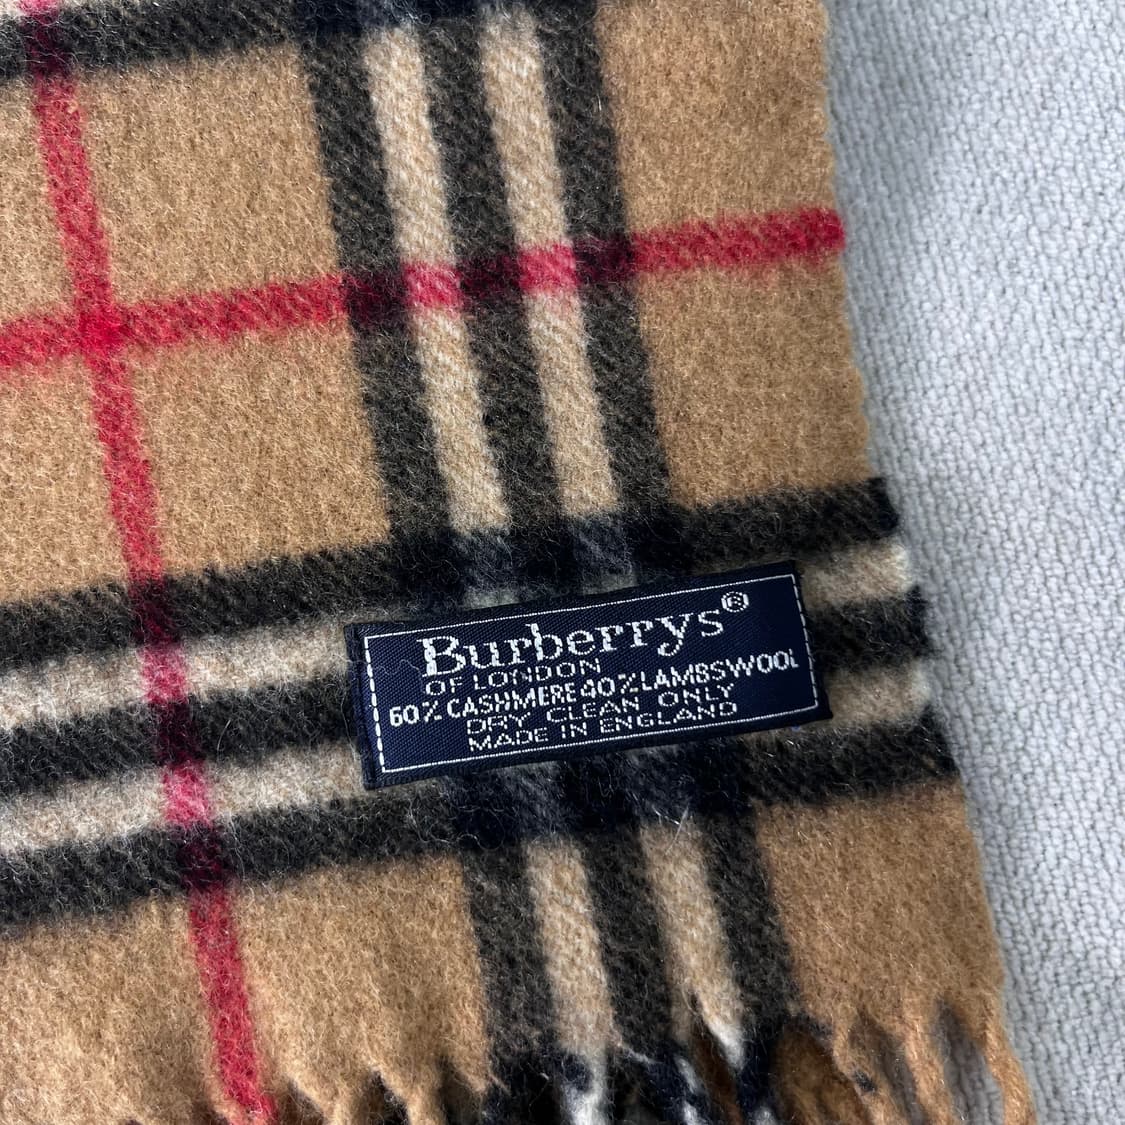 Burberrys®
OF LONDON
60% CASHMERE 40% LAMBSWOOL
DRY CLEAN ONLY
MADE IN ENGLAND